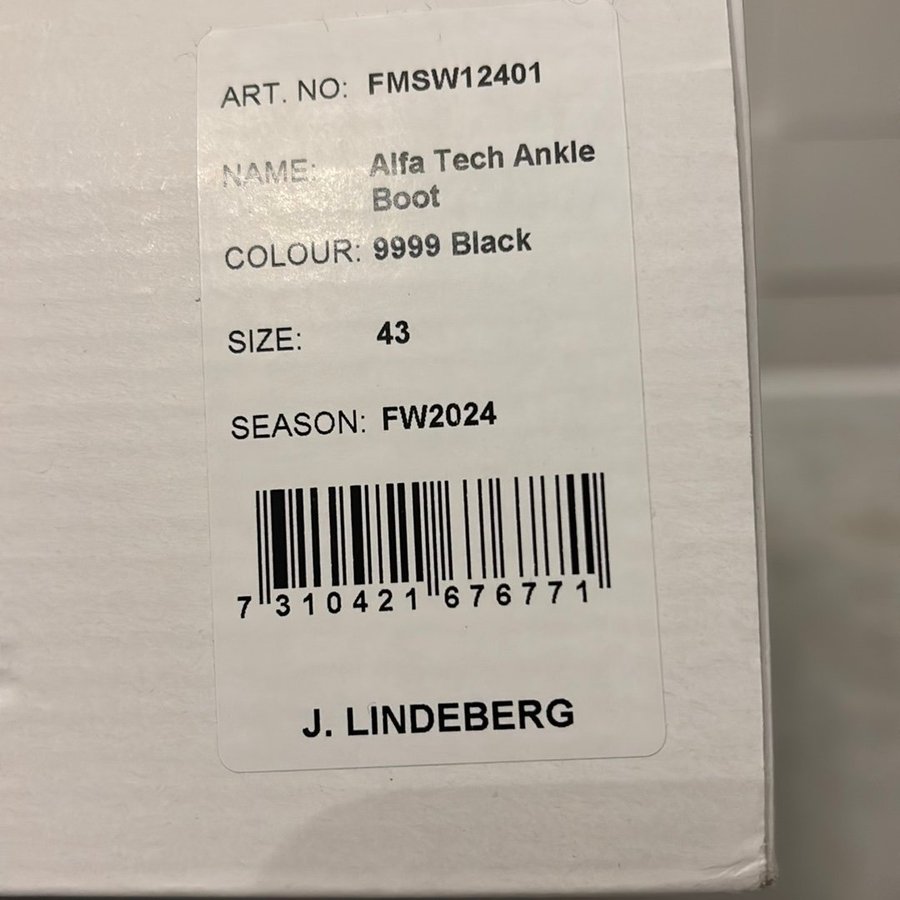 ART. NO: FMSW12401
NAME: Alfa Tech Ankle
Boot
COLOUR: 9999 Black
SIZE: 43
SEASON: FW2024
7 310421 676771
J. LINDEBERG